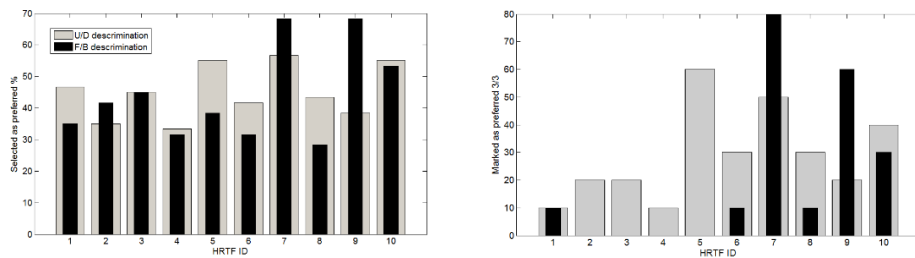 Selected as preferred %
80
70
60
50
40
30
20
10
0
U/D descrimination
F/B descrimination
1 2 3 4 5 6 7 8 9 10
HRTF ID
Marked as preferred 3/3
80
70
60
50
40
30
20
10
0
1 2 3 4 5 6 7 8 9 10
HRTF ID